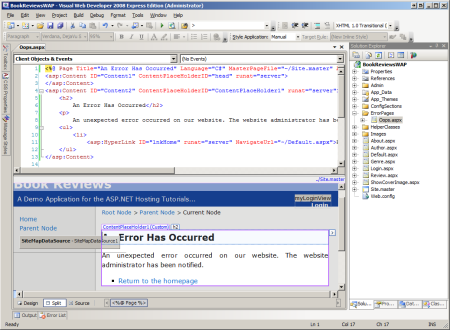 BookReviewsWAP - Visual Web Developer 2008 Express Edition (Administrator)
File Edit View Project Build Debug Format Tools Window Help
XHTML 1.0 Transitional (
Paragraph Verdana, Geneva, S Style Application: Manual Target Rule:
Oops.aspx
Client Objects & Events (No Events)
1 <%@ Page Title="An Error Has Occurred" Language="C#" MasterPageFile="~/Site.master"
2 <asp:Content ID="Content1" ContentPlaceHolderID="head" runat="server">
3 </asp:Content>
4 <asp:Content ID="Content2" ContentPlaceHolderID="ContentPlaceHolder1" runat="server"
<h2>
An Error Has Occurred</h2>
<p>
An unexpected error occurred on our website. The website administrator has b
<ul>
<li>
<asp:HyperLink ID="lnkHome" runat="server" NavigateUrl="~/Default.aspx">
</ul>
</asp:Content>
~/Site.master
Book Reviews
A Demo Application for the ASP.NET Hosting Tutorials...
myLoginView
Login
Home
Parent Node
SiteMapDataSource - SiteMapDataSource1
Root Node > Parent Node > Current Node
ContentPlaceHolder1 (Custom) h2
Error Has Occurred
An unexpected error occurred on our website. The website
administrator has been notified.
• Return to the homepage
Design Split Source <%@ Page %>
Output Error List
Ready Ln 1 Col 17 Ch 17 INS
Toolbox
CSS Properties
Manage Styles
Solution Explorer
BookReviewsWAP
Properties
References
Admin
App_Data
App_Themes
ConfigSections
ErrorPages
Oops.aspx
HelperClasses
Images
About.aspx
Author.aspx
Default.aspx
Genre.aspx
Login.aspx
Review.aspx
ShowCoverImage.aspx
Site.master
Web.config
Solu... Pro... Dat... Clas...